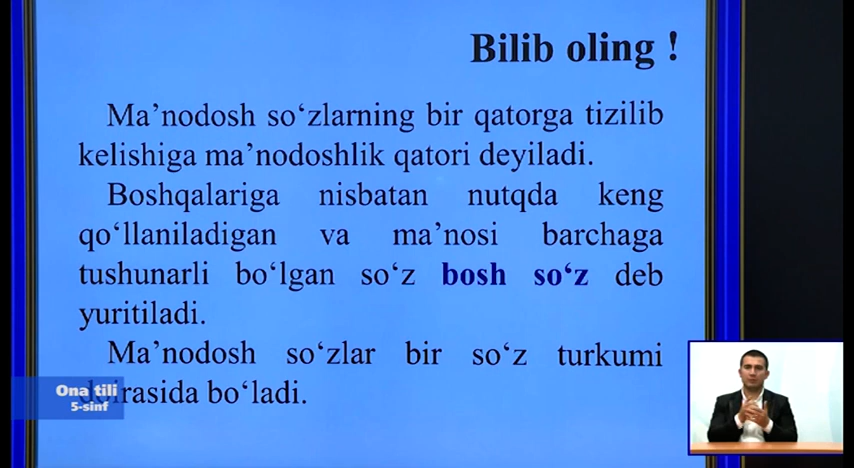 Bilib oling !
Ma’nodosh so‘zlarning bir qatorga tizilib
kelishiga ma’nodoshlik qatori deyiladi.
Boshqalariga nisbatan nutqda keng
qo‘llaniladigan va ma’nosi barchaga
tushunarli bo‘lgan so‘z bosh so‘z deb
yuritiladi.
Ma’nodosh so‘zlar bir so‘z turkumi
doirasida bo‘ladi.
Ona tili
5-sinf